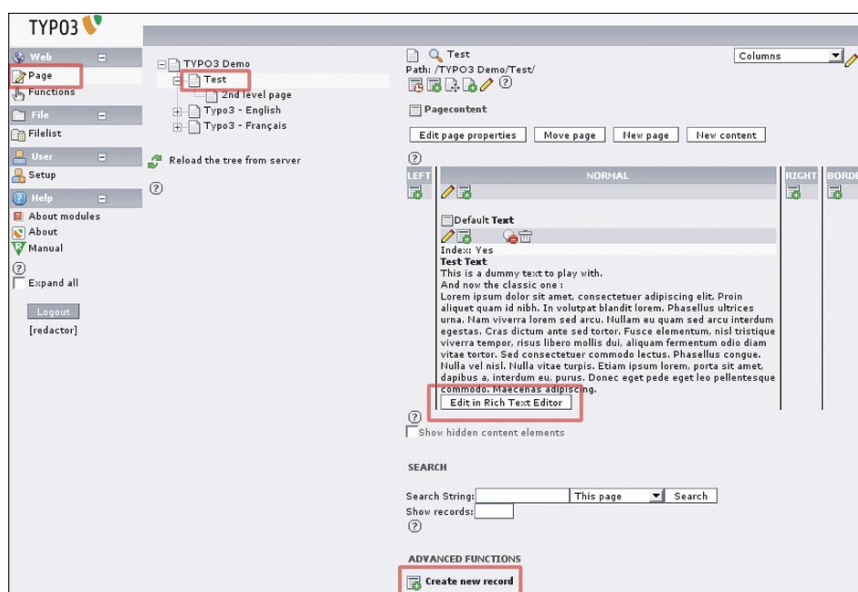 TYPO3
Web
Page
Functions
File
Filelist
User
Setup
Help
About modules
About
Manual
Expand all
Logout
[redactor]
TYPO3 Demo
Test
2nd level page
Typo3 - English
Typo3 - Français
Reload the tree from server
Test
Columns
Path: /TYPO3 Demo/Test/
Pagecontent
Edit page properties
Move page
New page
New content
LEFT
NORMAL
RIGHT
Default Text
Index: Yes
Test Text
This is a dummy text to play with.
And now the classic one :
Lorem ipsum dolor sit amet, consectetuer adipiscing elit. Proin
aliquet quam id nibh. In volutpat blandit lorem. Phasellus ultrices
urna. Nam viverra lorem sed arcu. Nullam eu quam sed arcu interdum
egestas. Cras dictum ante sed tortor. Fusce elementum, nisl tristique
viverra tempor, risus libero mollis dui, aliquam fermentum odio diam
vitae tortor. Sed consectetuer commodo lectus. Phasellus congue.
Nulla vel nisl. Nulla vitae turpis. Etiam ipsum lorem, porta sit amet,
dapibus a, interdum eu, purus. Donec eget pede eget leo pellentesque
commodo. Maecenas adipiscing.
Edit in Rich Text Editor
Show hidden content elements
SEARCH
Search String:
This page
Search
Show records:
ADVANCED FUNCTIONS
Create new record